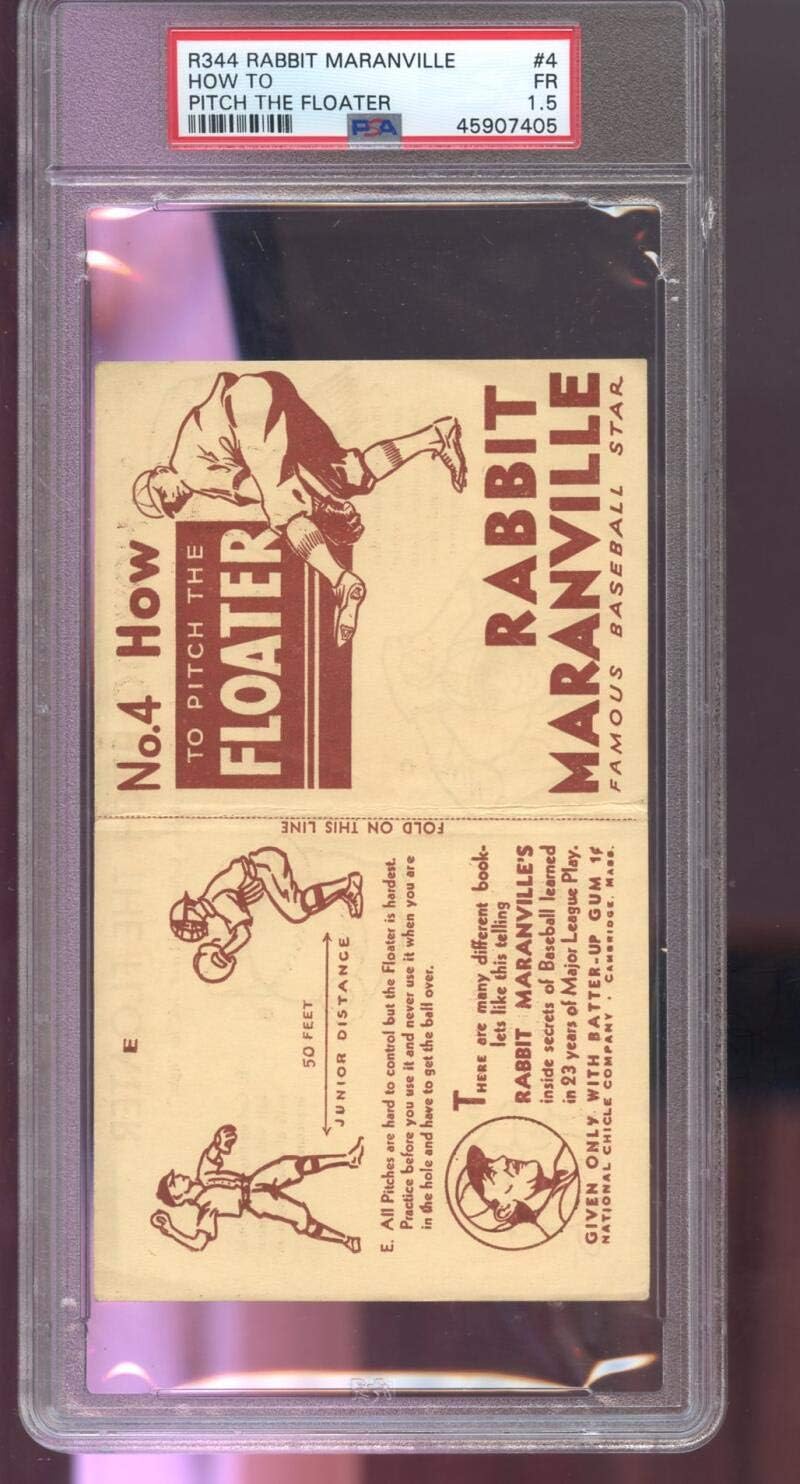 R344 RABBIT MARANVILLE #4
HOW TO FR
PITCH THE FLOATER 1.5
PSA 45907405
No.4 How
TO PITCH THE
FLOATER
RABBIT
MARANVILLE
FAMOUS BASEBALL STAR
FOLD ON THIS LINE
E
50 FEET
JUNIOR DISTANCE
E. All Pitches are hard to control but the Floater is hardest.
Practice before you use it and never use it when you are
in the hole and have to get the ball over.
THERE are many different book-
lets like this telling
RABBIT MARANVILLE'S
inside secrets of Baseball learned
in 23 years of Major League Play.
GIVEN ONLY WITH BATTER-UP GUM 1¢
NATIONAL CHICLE COMPANY · CAMBRIDGE, MASS.